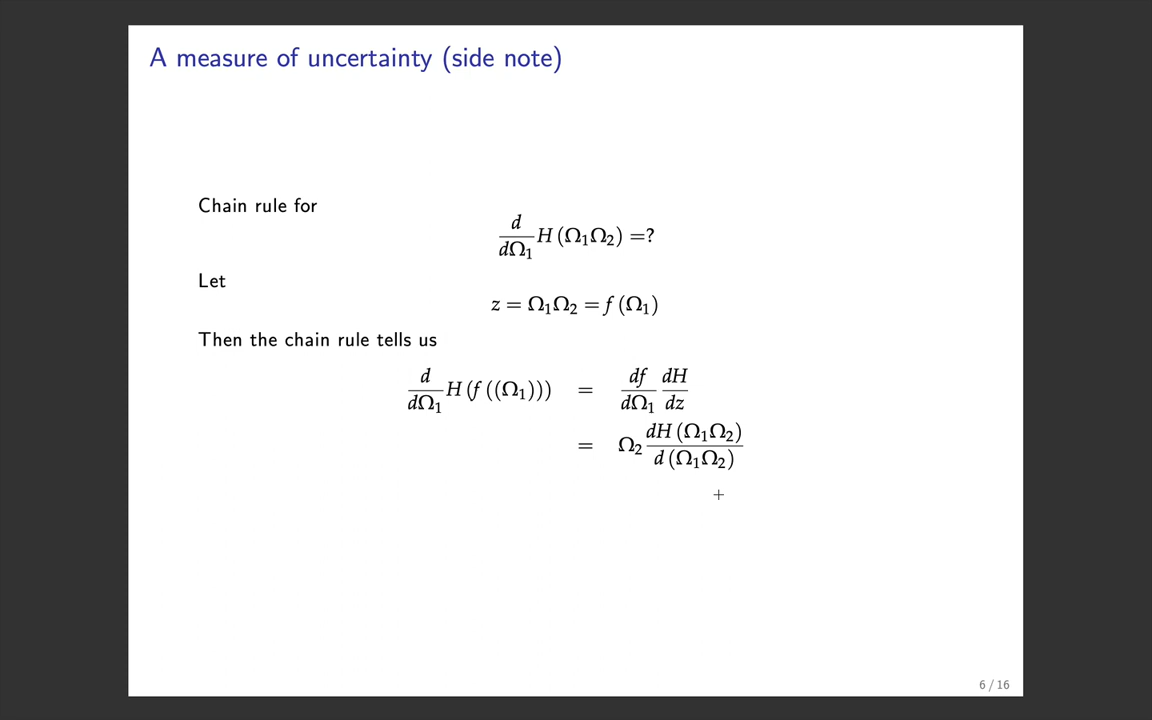 A measure of uncertainty (side note)
Chain rule for
d/dΩ₁ H (Ω₁Ω₂) =?
Let
z = Ω₁Ω₂ = f (Ω₁)
Then the chain rule tells us
d/dΩ₁ H (f ((Ω₁))) = df/dΩ₁ dH/dz
= Ω₂ dH (Ω₁Ω₂)/d (Ω₁Ω₂)
6 / 16